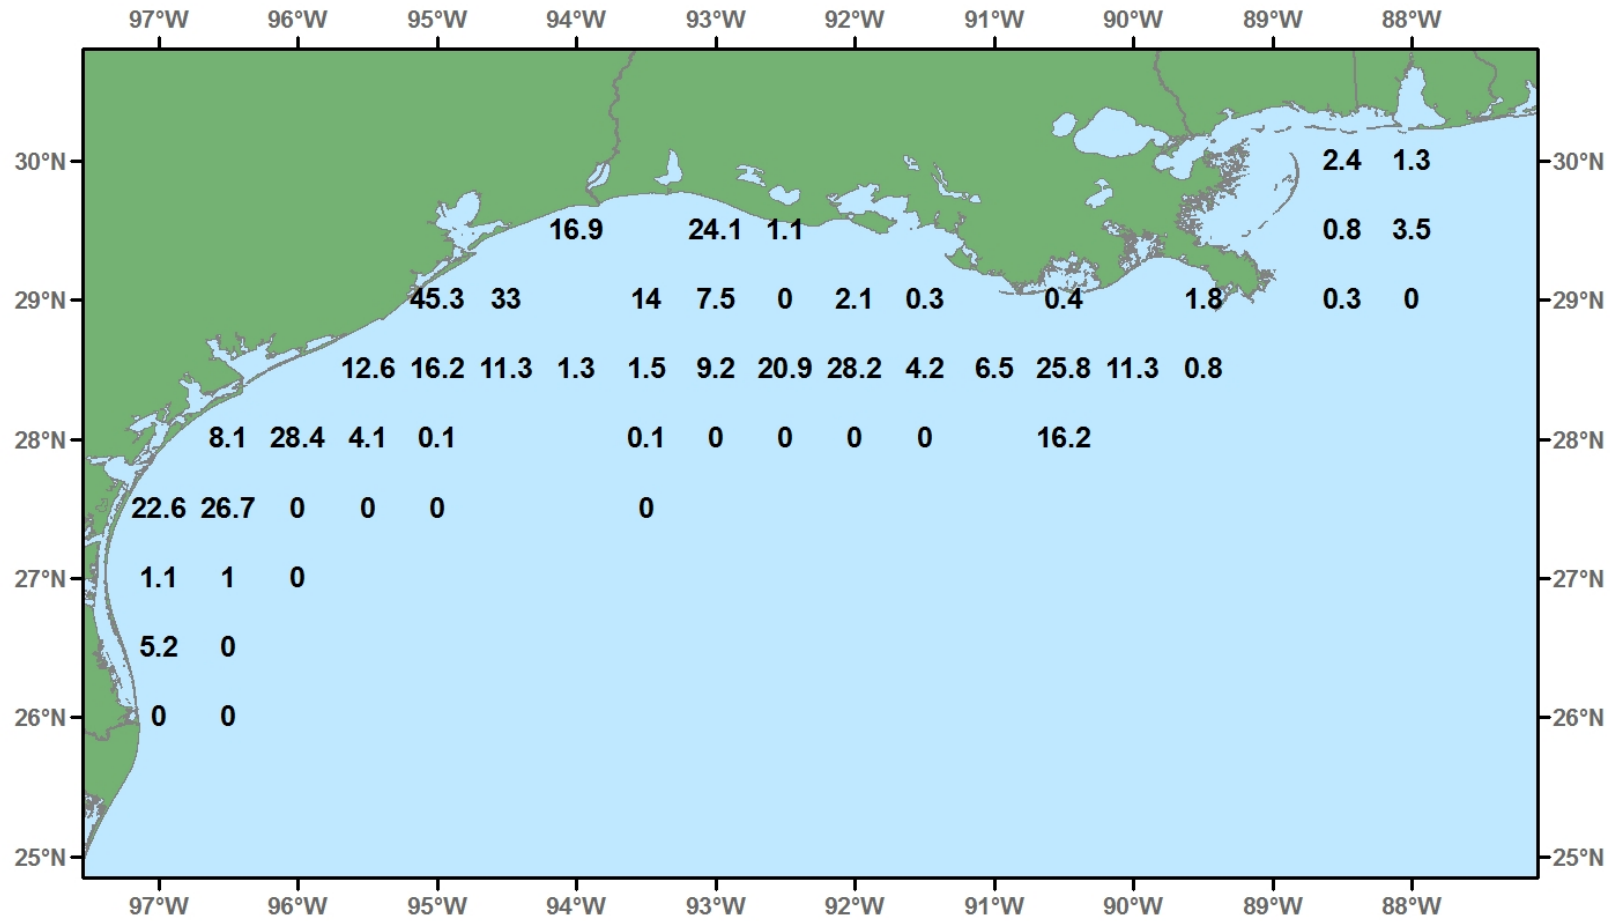 97°W 96°W 95°W 94°W 93°W 92°W 91°W 90°W 89°W 88°W
30°N 2.4 1.3 30°N
16.9 24.1 1.1 0.8 3.5
29°N 45.3 33 14 7.5 0 2.1 0.3 0.4 1.8 0.3 0 29°N
12.6 16.2 11.3 1.3 1.5 9.2 20.9 28.2 4.2 6.5 25.8 11.3 0.8
28°N 8.1 28.4 4.1 0.1 0.1 0 0 0 0 16.2 28°N
22.6 26.7 0 0 0 0
27°N 1.1 1 0 27°N
5.2 0
26°N 0 0 26°N
25°N 25°N
97°W 96°W 95°W 94°W 93°W 92°W 91°W 90°W 89°W 88°W